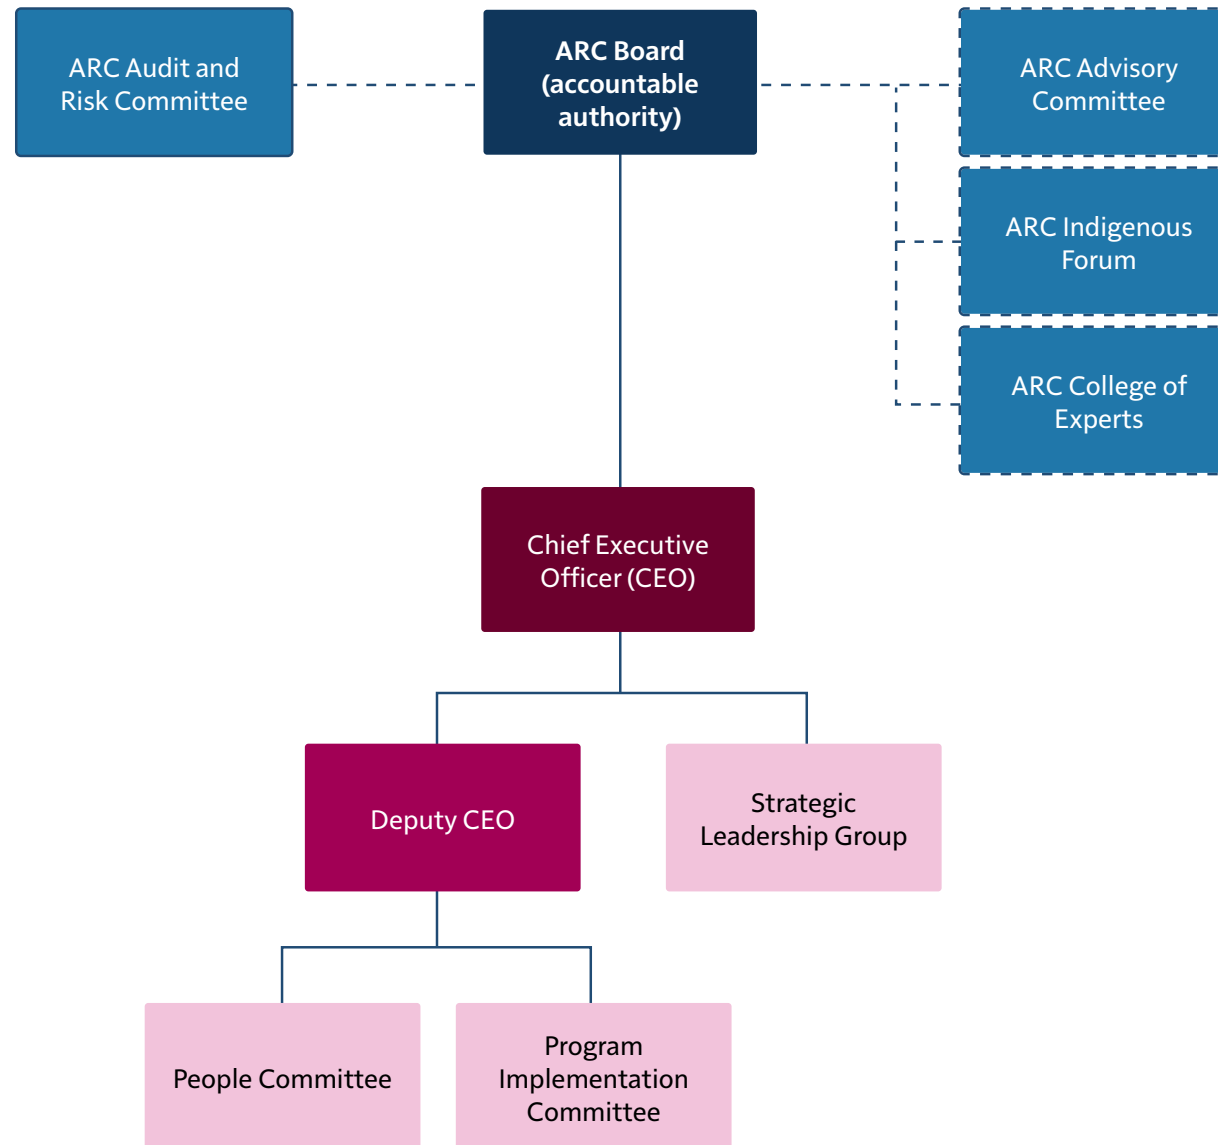 ARC Audit and
Risk Committee
ARC Board
(accountable
authority)
ARC Advisory
Committee
ARC Indigenous
Forum
ARC College of
Experts
Chief Executive
Officer (CEO)
Deputy CEO
Strategic
Leadership Group
People Committee
Program
Implementation
Committee